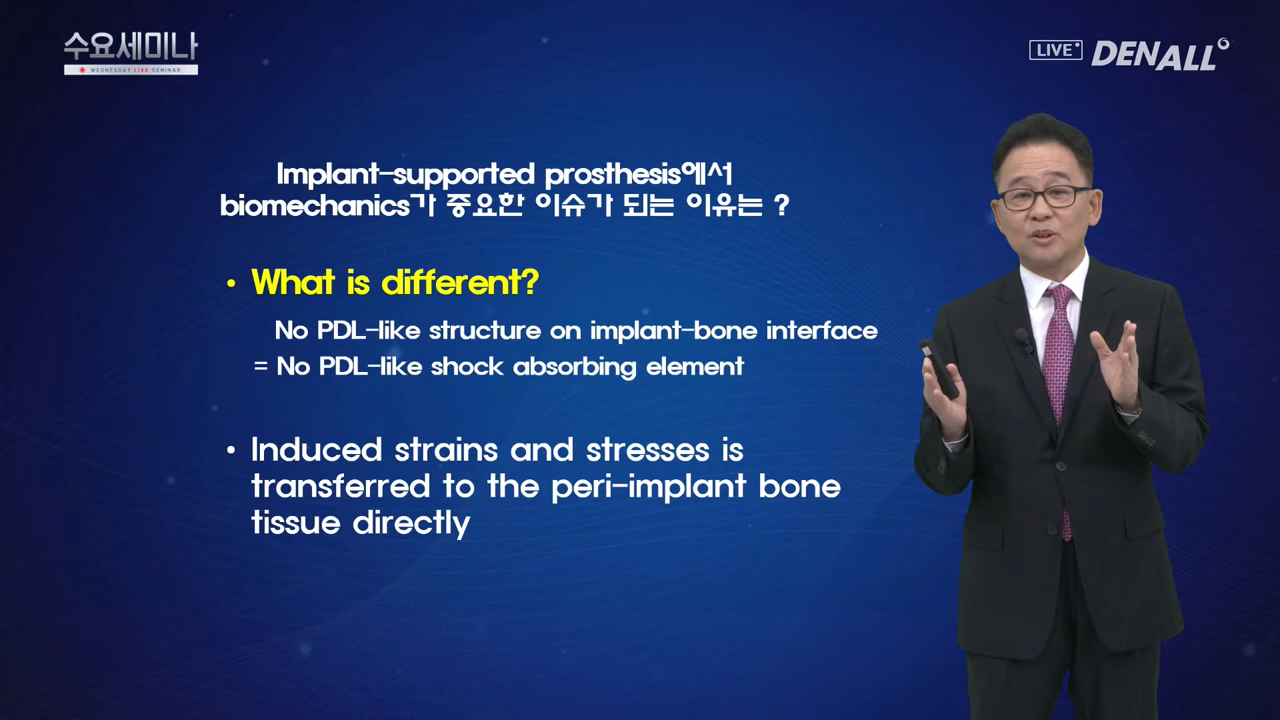 수요세미나
WEDNESDAY LIVE SEMINAR
LIVE
DENALL
Implant-supported prosthesis에서
biomechanics가 중요한 이슈가 되는 이유는 ?
• What is different?
No PDL-like structure on implant-bone interface
= No PDL-like shock absorbing element
• Induced strains and stresses is
transferred to the peri-implant bone
tissue directly